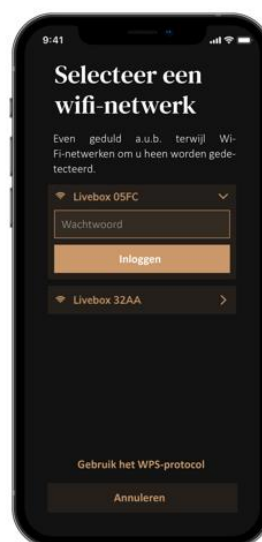 9:41
Selecteer een
wifi-netwerk
Even geduld a.u.b. terwijl Wi-
Fi-netwerken om u heen worden gede-
tecteerd.
Livebox 05FC
Wachtwoord
Inloggen
Livebox 32AA
Gebruik het WPS-protocol
Annuleren